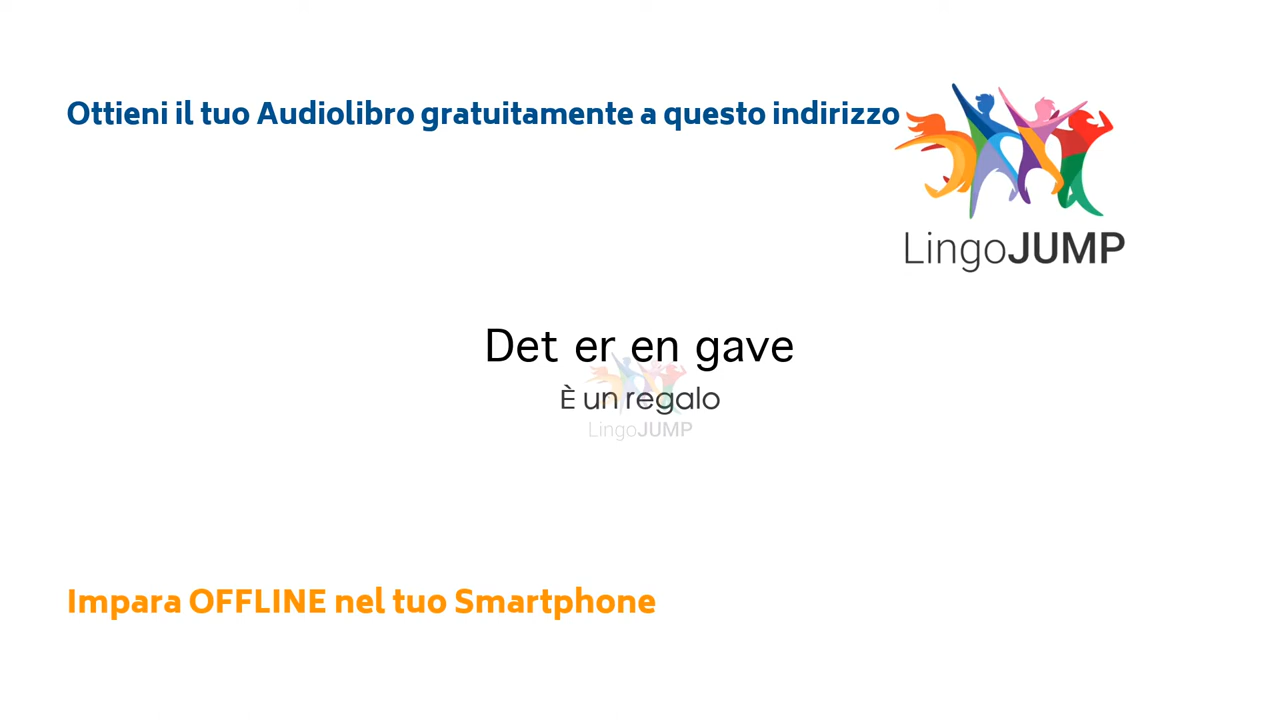 Ottieni il tuo Audiolibro gratuitamente a questo indirizzo
LingoJUMP
Det er en gave
È un regalo
LingoJUMP
Impara OFFLINE nel tuo Smartphone